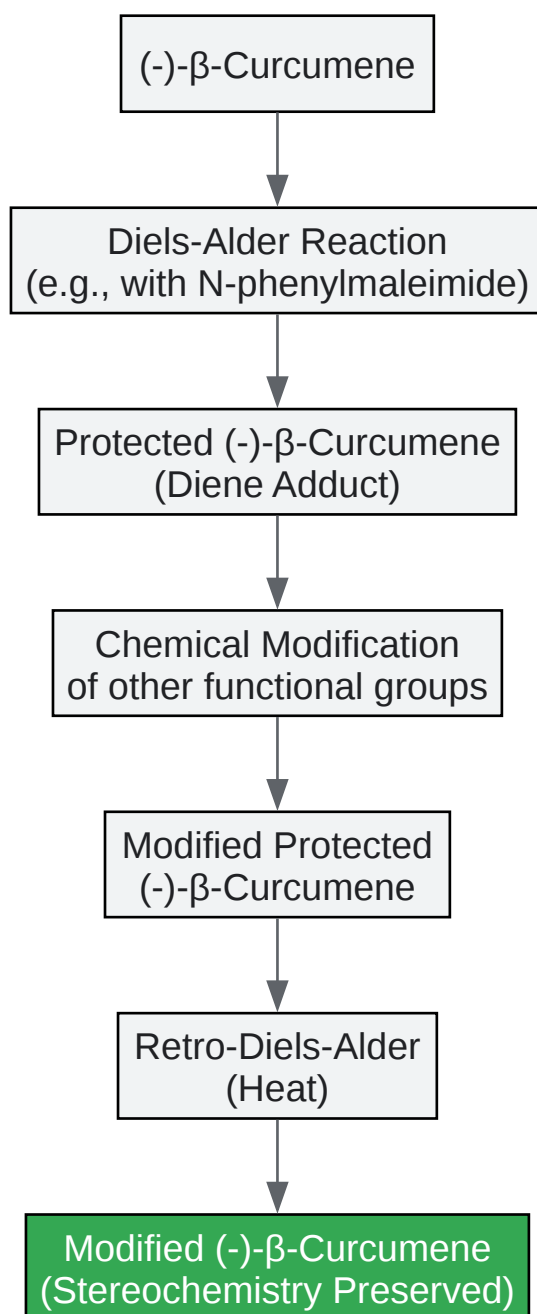 (-)-β-Curcumene
Diels-Alder Reaction
(e.g., with N-phenylmaleimide)
Protected (-)-β-Curcumene
(Diene Adduct)
Chemical Modification
of other functional groups
Modified Protected
(-)-β-Curcumene
Retro-Diels-Alder
(Heat)
Modified (-)-β-Curcumene
(Stereochemistry Preserved)